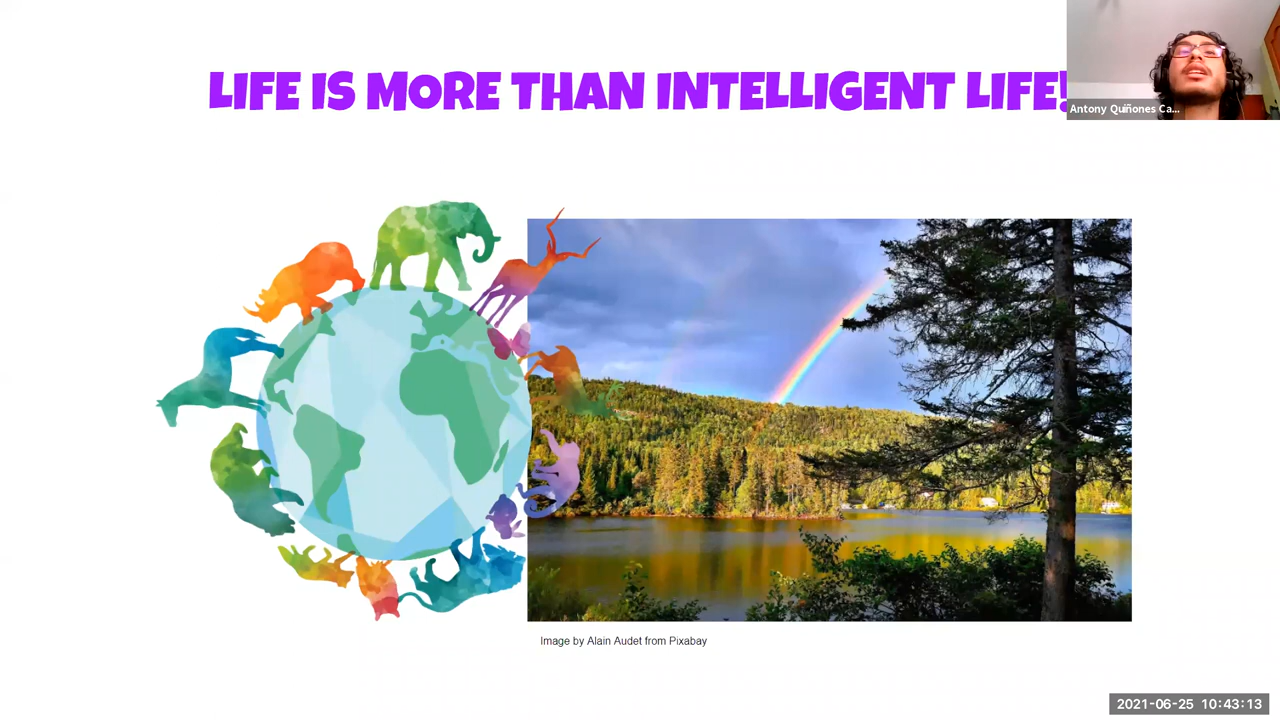 LIFE IS MORE THAN INTELLIGENT LIFE!
Antony Quiñones Ca...
Image by Alain Audet from Pixabay
2021-06-25 10:43:13